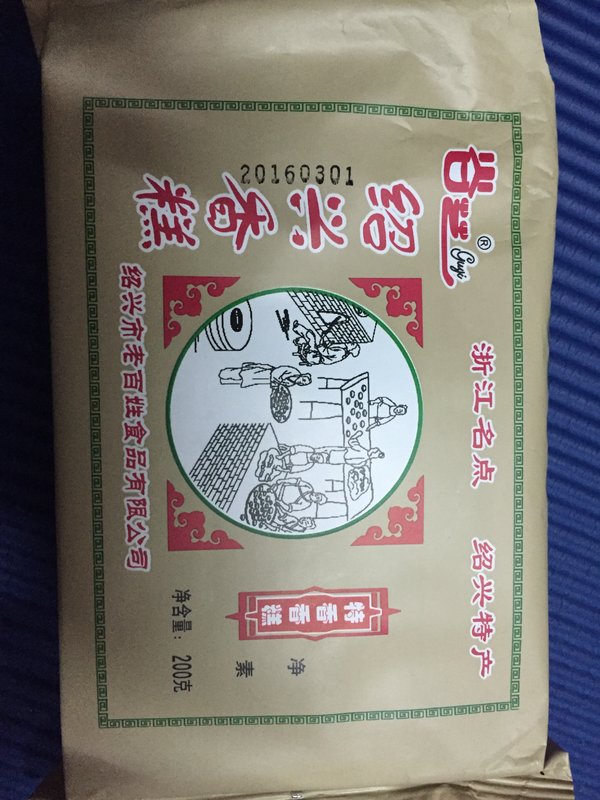 浙江名点 绍兴特产
®
绍兴香糕
20160301
特香香糕
净素
净含量：200克
绍兴市老百姓食品有限公司